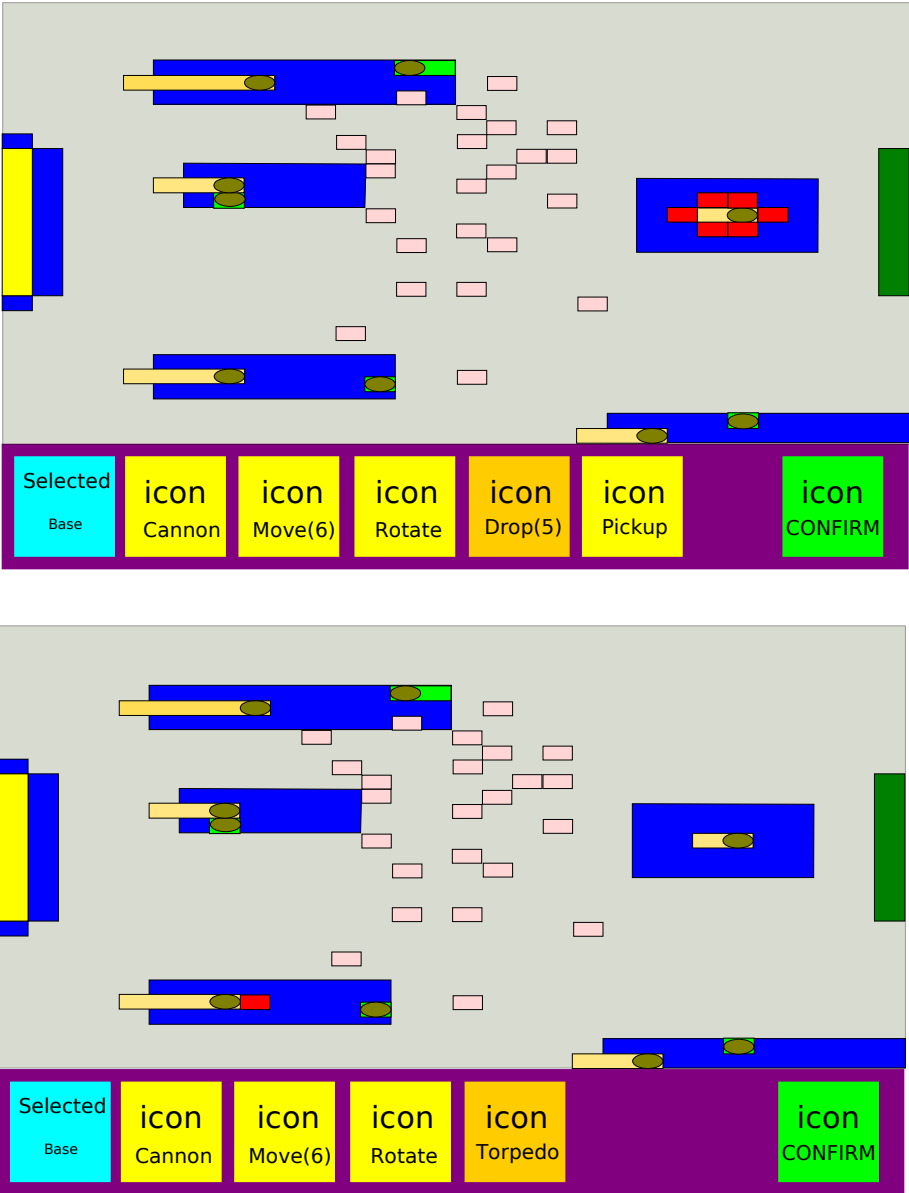 Selected
Base
icon
Cannon
icon
Move(6)
icon
Rotate
icon
Drop(5)
icon
Pickup
icon
CONFIRM
Selected
Base
icon
Cannon
icon
Move(6)
icon
Rotate
icon
Torpedo
icon
CONFIRM